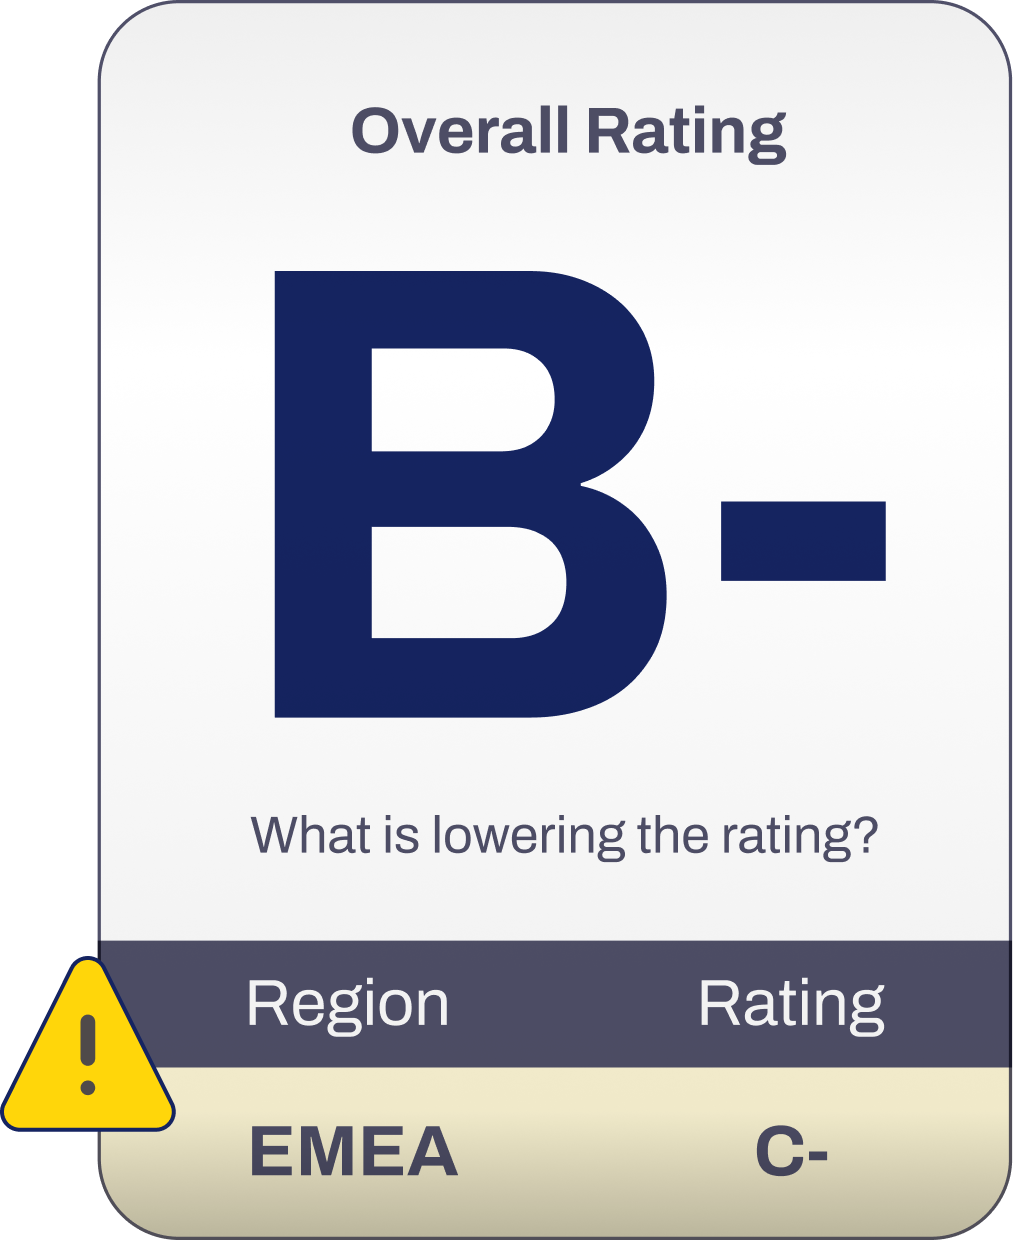 Overall Rating
B-
What is lowering the rating?
Region Rating
!
EMEA C-